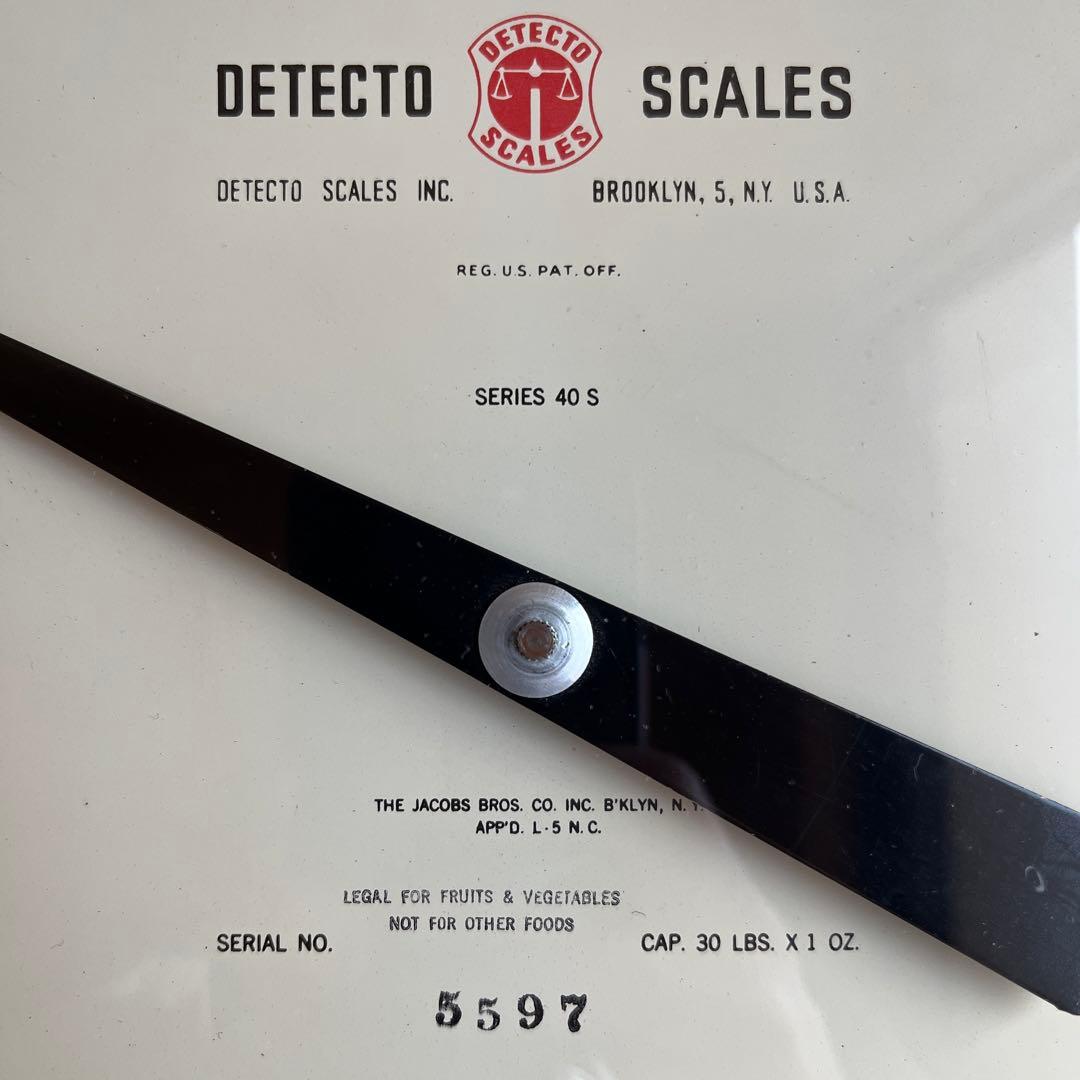 DETECTO SCALES
DETECTO
SCALES
DETECTO SCALES INC. BROOKLYN, 5, N.Y. U.S.A.
REG. U.S. PAT. OFF.
SERIES 40 S
THE JACOBS BROS. CO. INC. B'KLYN, N.Y.
APP'D. L-5 N.C.
LEGAL FOR FRUITS & VEGETABLES
NOT FOR OTHER FOODS
SERIAL NO. CAP. 30 LBS. X 1 OZ.
5597